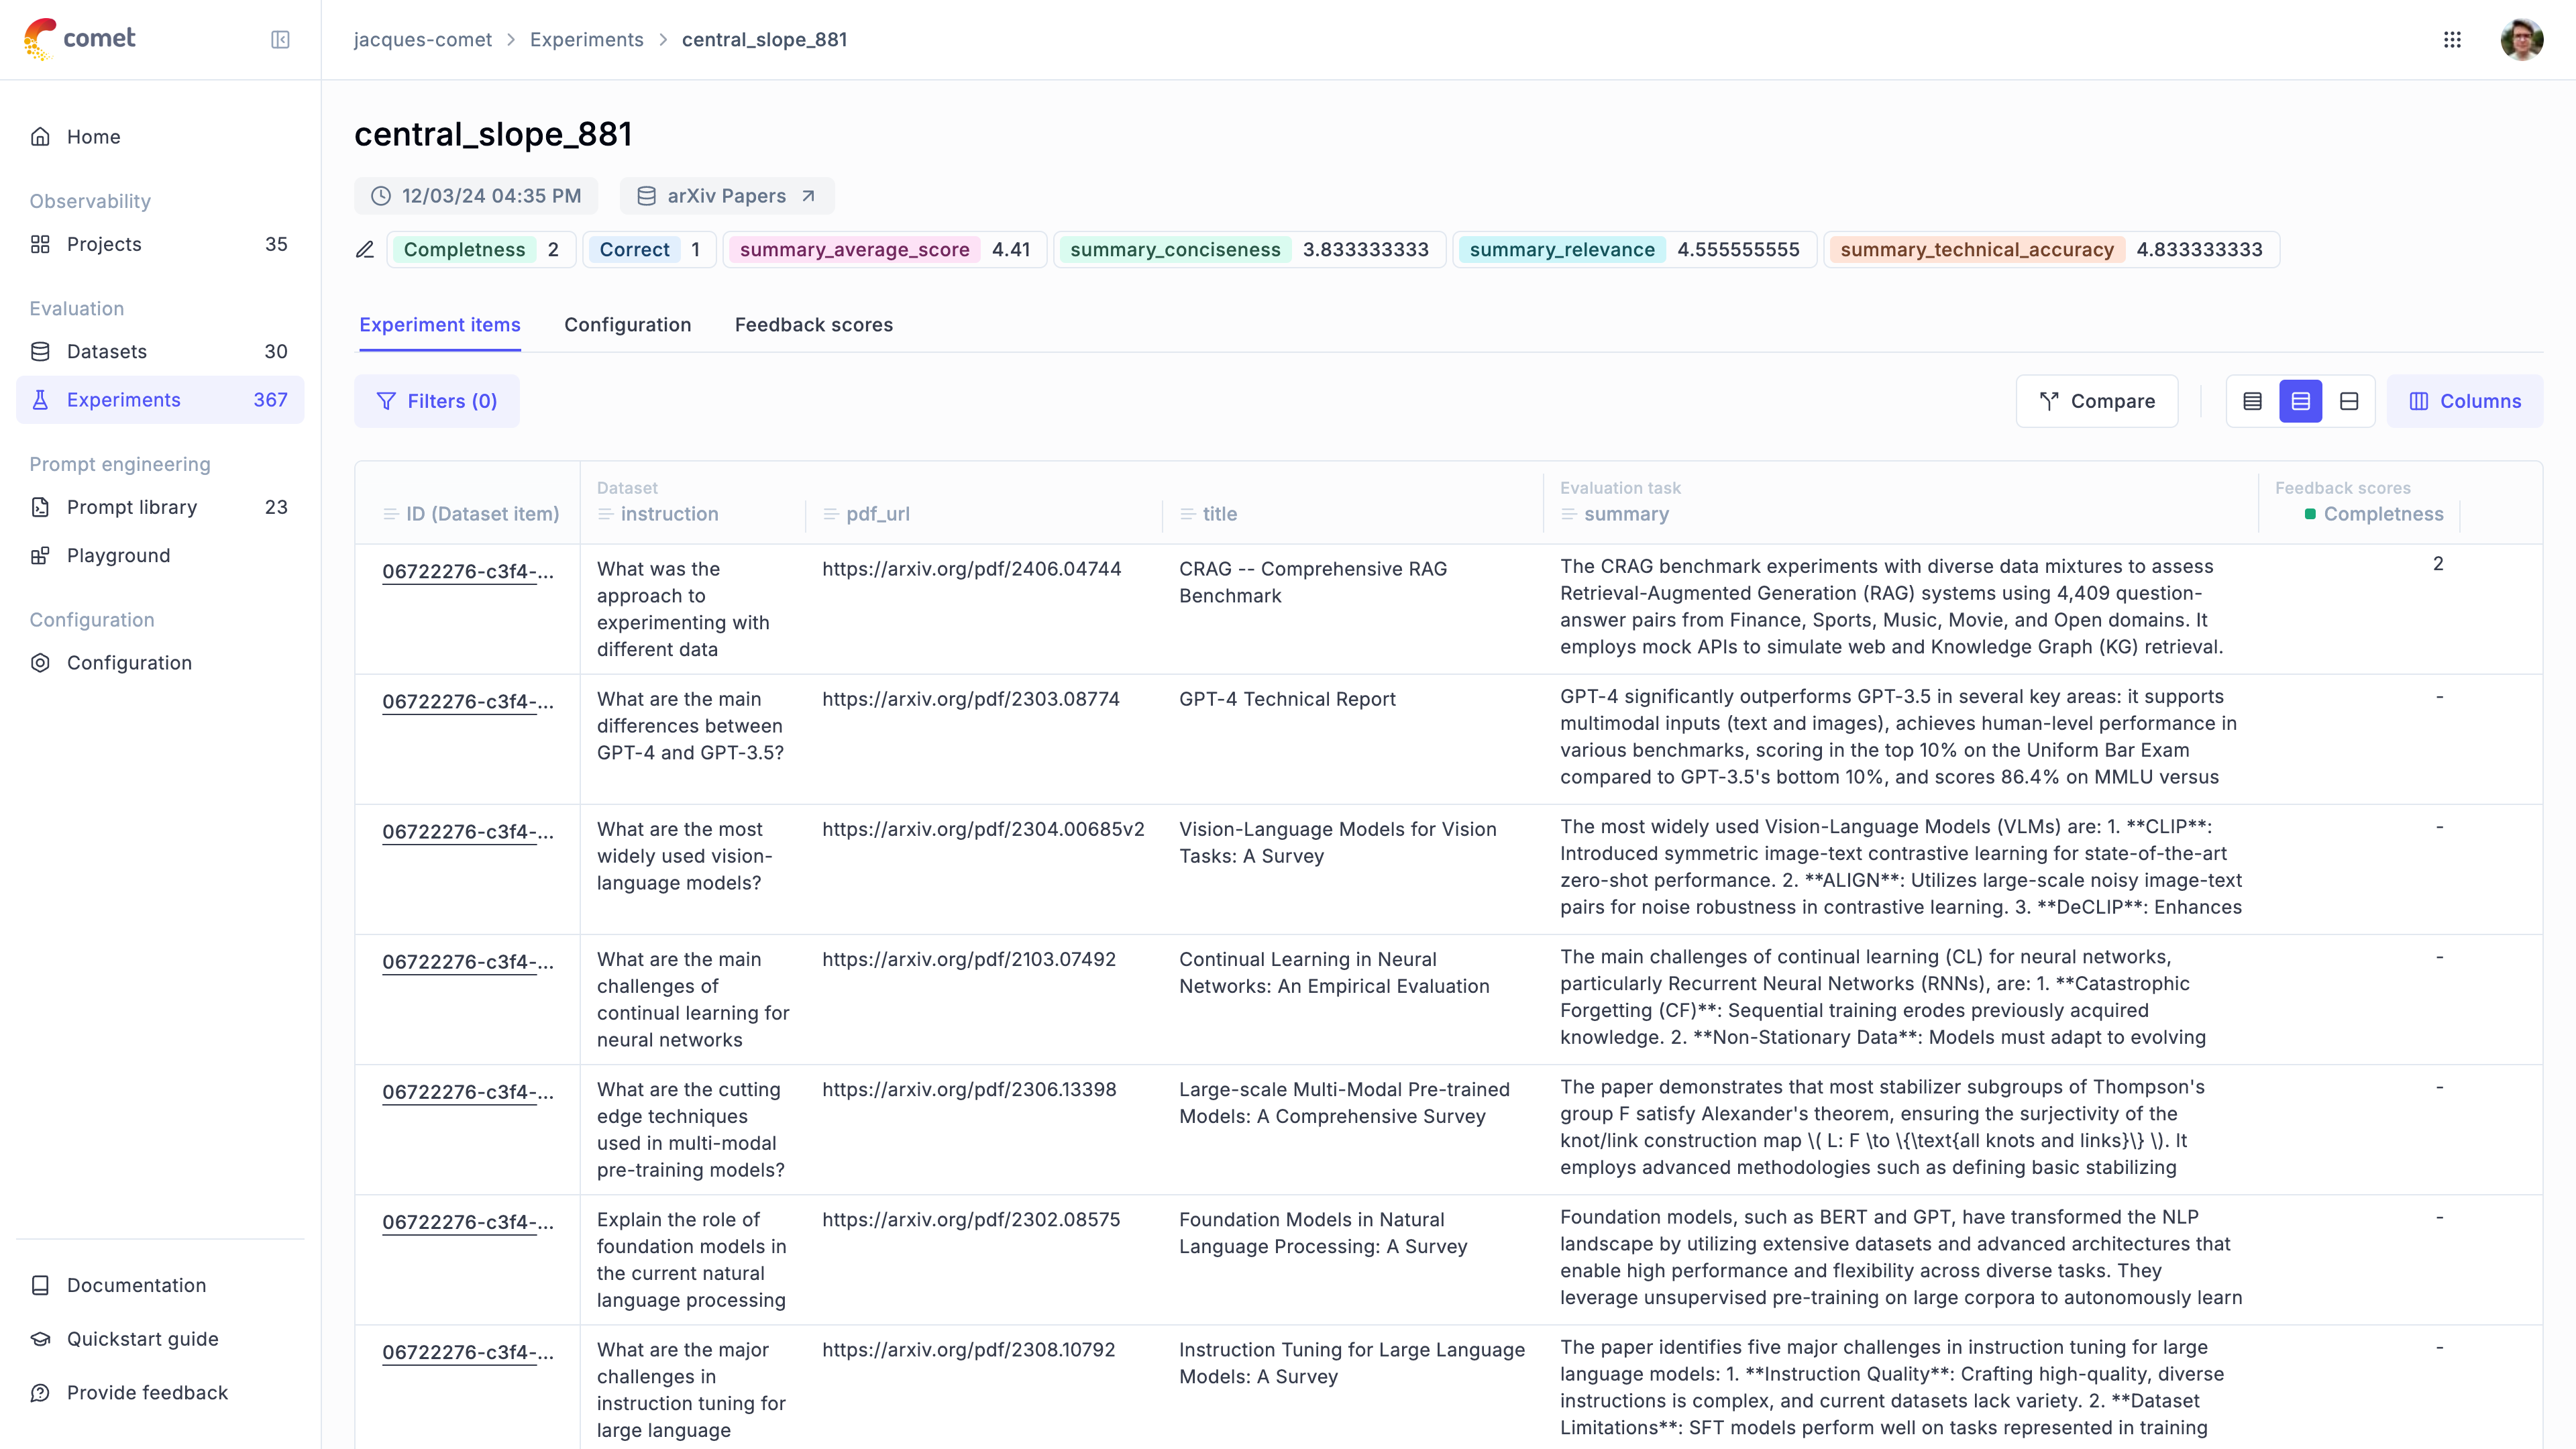 comet
jacques-comet > Experiments > central_slope_881
Home
Observability
Projects 35
Evaluation
Datasets 30
Experiments 367
Prompt engineering
Prompt library 23
Playground
Configuration
Configuration
Documentation
Quickstart guide
Provide feedback
central_slope_881
12/03/24 04:35 PM arXiv Papers
Completness 2 Correct 1 summary_average_score 4.41 summary_conciseness 3.833333333 summary_relevance 4.555555555 summary_technical_accuracy 4.833333333
Experiment items Configuration Feedback scores
Filters (0) Compare Columns
Dataset Evaluation task Feedback scores
ID (Dataset item) instruction pdf_url title summary Completness
06722276-c3f4-...
What was the
approach to
experimenting with
different data
https://arxiv.org/pdf/2406.04744
CRAG -- Comprehensive RAG
Benchmark
The CRAG benchmark experiments with diverse data mixtures to assess
Retrieval-Augmented Generation (RAG) systems using 4,409 question-
answer pairs from Finance, Sports, Music, Movie, and Open domains. It
employs mock APIs to simulate web and Knowledge Graph (KG) retrieval.
2
06722276-c3f4-...
What are the main
differences between
GPT-4 and GPT-3.5?
https://arxiv.org/pdf/2303.08774
GPT-4 Technical Report
GPT-4 significantly outperforms GPT-3.5 in several key areas: it supports
multimodal inputs (text and images), achieves human-level performance in
various benchmarks, scoring in the top 10% on the Uniform Bar Exam
compared to GPT-3.5's bottom 10%, and scores 86.4% on MMLU versus
-
06722276-c3f4-...
What are the most
widely used vision-
language models?
https://arxiv.org/pdf/2304.00685v2
Vision-Language Models for Vision
Tasks: A Survey
The most widely used Vision-Language Models (VLMs) are: 1. **CLIP**:
Introduced symmetric image-text contrastive learning for state-of-the-art
zero-shot performance. 2. **ALIGN**: Utilizes large-scale noisy image-text
pairs for noise robustness in contrastive learning. 3. **DeCLIP**: Enhances
-
06722276-c3f4-...
What are the main
challenges of
continual learning for
neural networks
https://arxiv.org/pdf/2103.07492
Continual Learning in Neural
Networks: An Empirical Evaluation
The main challenges of continual learning (CL) for neural networks,
particularly Recurrent Neural Networks (RNNs), are: 1. **Catastrophic
Forgetting (CF)**: Sequential training erodes previously acquired
knowledge. 2. **Non-Stationary Data**: Models must adapt to evolving
-
06722276-c3f4-...
What are the cutting
edge techniques
used in multi-modal
pre-training models?
https://arxiv.org/pdf/2306.13398
Large-scale Multi-Modal Pre-trained
Models: A Comprehensive Survey
The paper demonstrates that most stabilizer subgroups of Thompson's
group F satisfy Alexander's theorem, ensuring the surjectivity of the
knot/link construction map \( L: F \to \{\text{all knots and links}\} \). It
employs advanced methodologies such as defining basic stabilizing
-
06722276-c3f4-...
Explain the role of
foundation models in
the current natural
language processing
https://arxiv.org/pdf/2302.08575
Foundation Models in Natural
Language Processing: A Survey
Foundation models, such as BERT and GPT, have transformed the NLP
landscape by utilizing extensive datasets and advanced architectures that
enable high performance and flexibility across diverse tasks. They
leverage unsupervised pre-training on large corpora to autonomously learn
-
06722276-c3f4-...
What are the major
challenges in
instruction tuning for
large language
https://arxiv.org/pdf/2308.10792
Instruction Tuning for Large Language
Models: A Survey
The paper identifies five major challenges in instruction tuning for large
language models: 1. **Instruction Quality**: Crafting high-quality, diverse
instructions is complex, and current datasets lack variety. 2. **Dataset
Limitations**: SFT models perform well on tasks represented in training
-